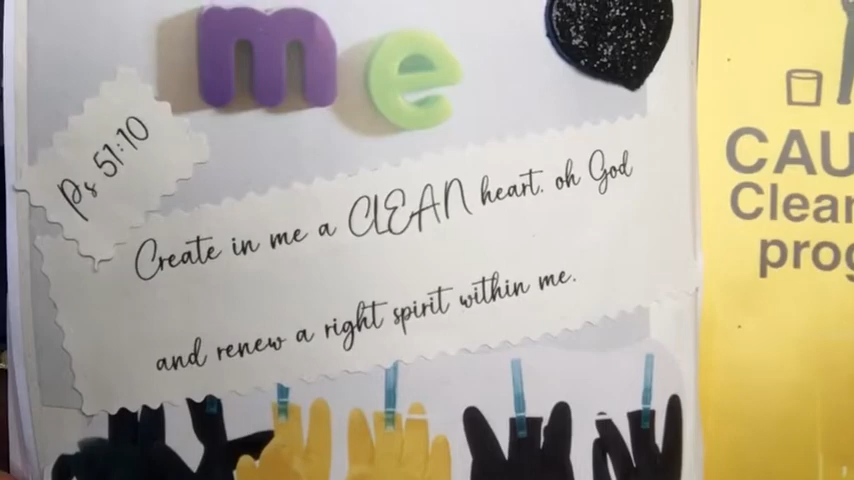 me
Ps 51:10
Create in me a CLEAN heart, oh God
and renew a right spirit within me.
CAU
Clean
prog